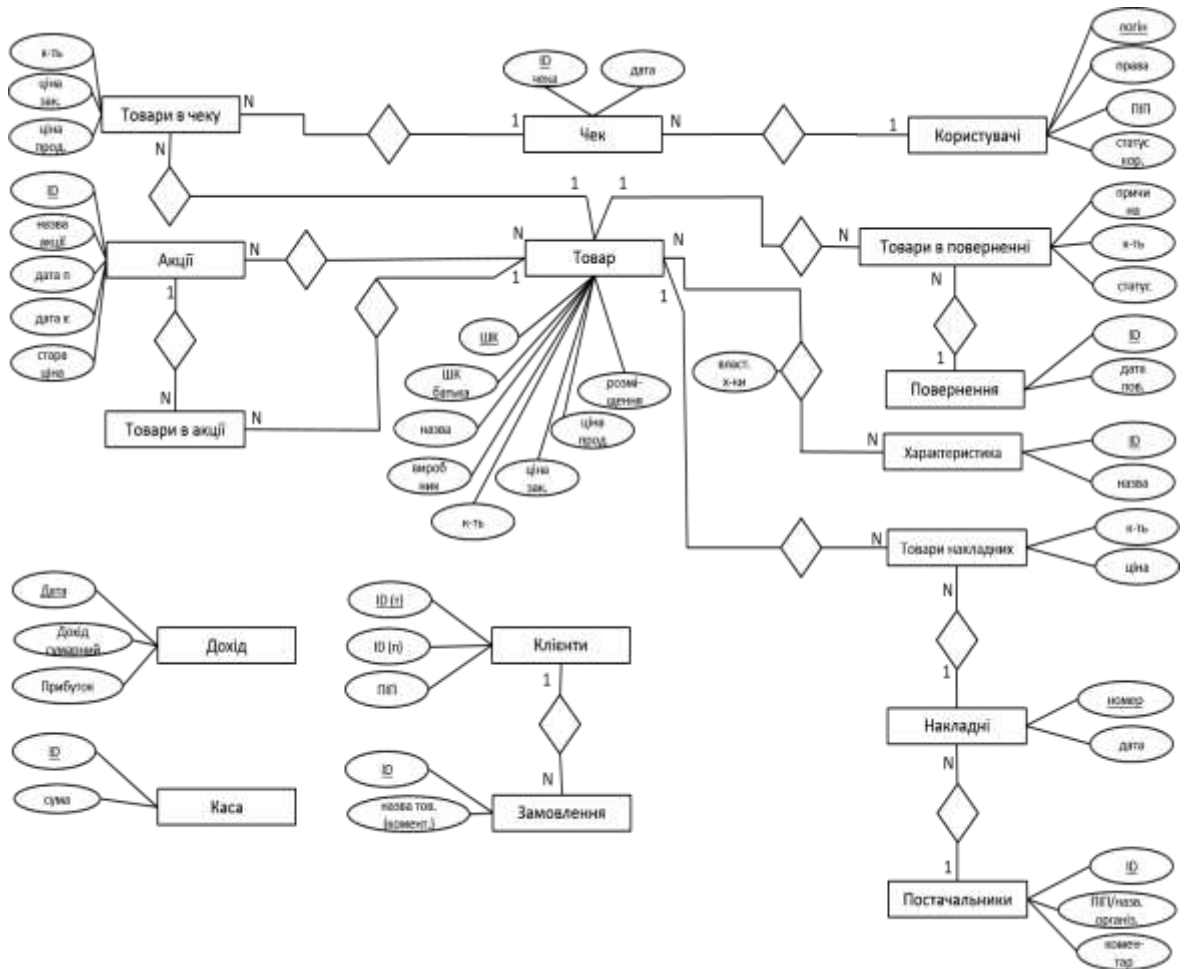 к-ть
ціна
зак.
ціна
прод.
Товари в чеку
N
N
ID
чека
дата
1
Чек
N
1
Користувачі
логін
права
ПІП
статус
кор.
ID
назва
акції
дата п
дата к
стара
ціна
Акції
N
1
N
Товари в акції
N
1
1
N
1
Товар
N
1
ШК
ШК
батька
назва
вироб
ник
к-ть
ціна
зак.
ціна
прод.
розмі-
щення
N
Товари в поверненні
N
причи
на
к-ть
статус
1
Повернення
ID
дата
пов.
власт.
х-ки
N
Характеристика
ID
назва
N
Товари накладних
N
к-ть
ціна
1
Накладні
N
номер
дата
1
Постачальники
ID
ПІП/назв.
організ.
комен-
тар
Дата
Дохід
сумарний
Прибуток
Дохід
ID
сума
Каса
ID (т)
ID (п)
ПІП
Клієнти
1
N
ID
назва тов.
(комент.)
Замовлення